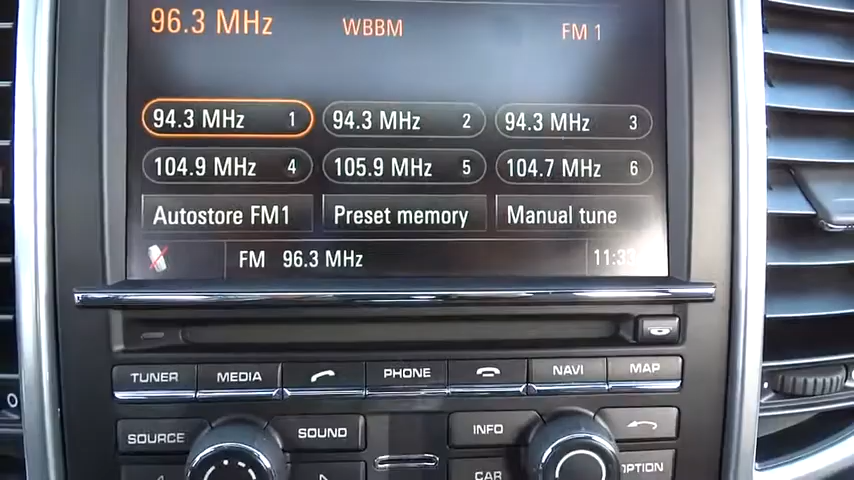 96.3 MHz WBBM FM 1
94.3 MHz 1 94.3 MHz 2 94.3 MHz 3
104.9 MHz 4 105.9 MHz 5 104.7 MHz 6
Autostore FM1 Preset memory Manual tune
FM 96.3 MHz
TUNER MEDIA PHONE NAVI MAP
SOURCE SOUND INFO
CAR OPTION